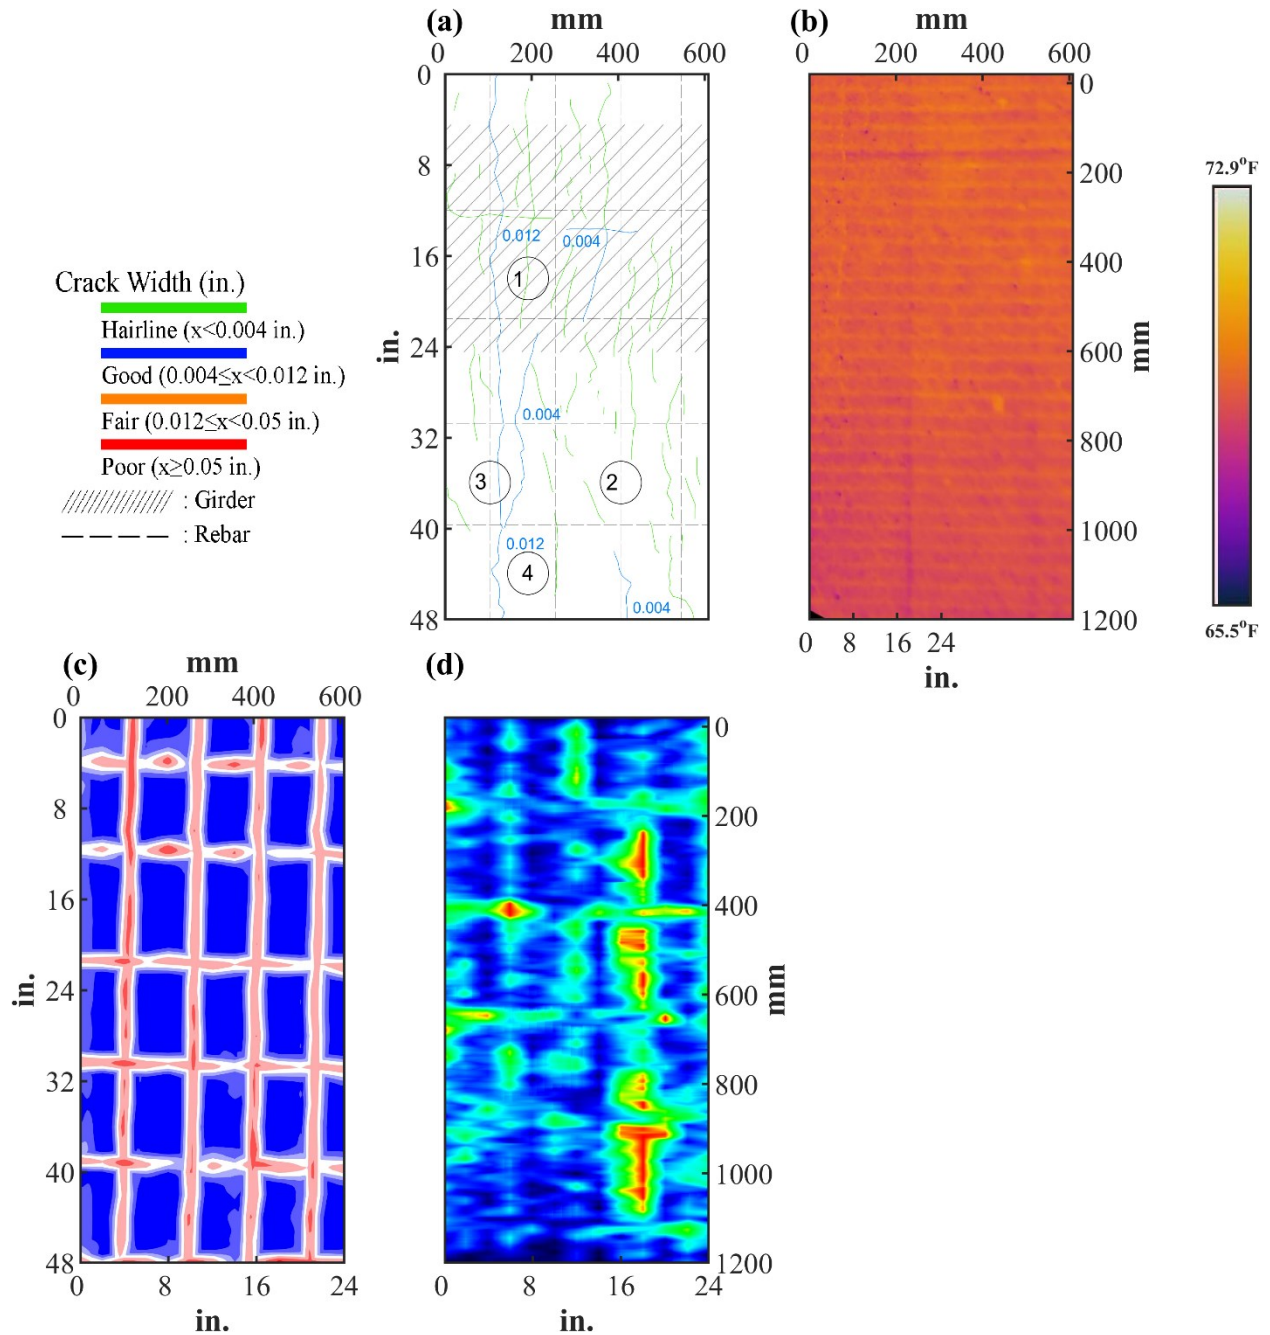 (a)
mm
0 200 400 600
0
8
16
24
32
40
48
in.
0.012
0.004
1
0.004
3
2
0.012
4
0.004
(b)
mm
0 200 400 600
0
200
400
600
800
1000
1200
mm
0 8 16 24
in.
72.9°F
65.5°F
Crack Width (in.)
Hairline (x<0.004 in.)
Good (0.004≤x<0.012 in.)
Fair (0.012≤x<0.05 in.)
Poor (x≥0.05 in.)
: Girder
: Rebar
(c)
mm
0 200 400 600
0
8
16
24
32
40
48
in.
0 8 16 24
in.
(d)
0
200
400
600
800
1000
1200
mm
0 8 16 24
in.